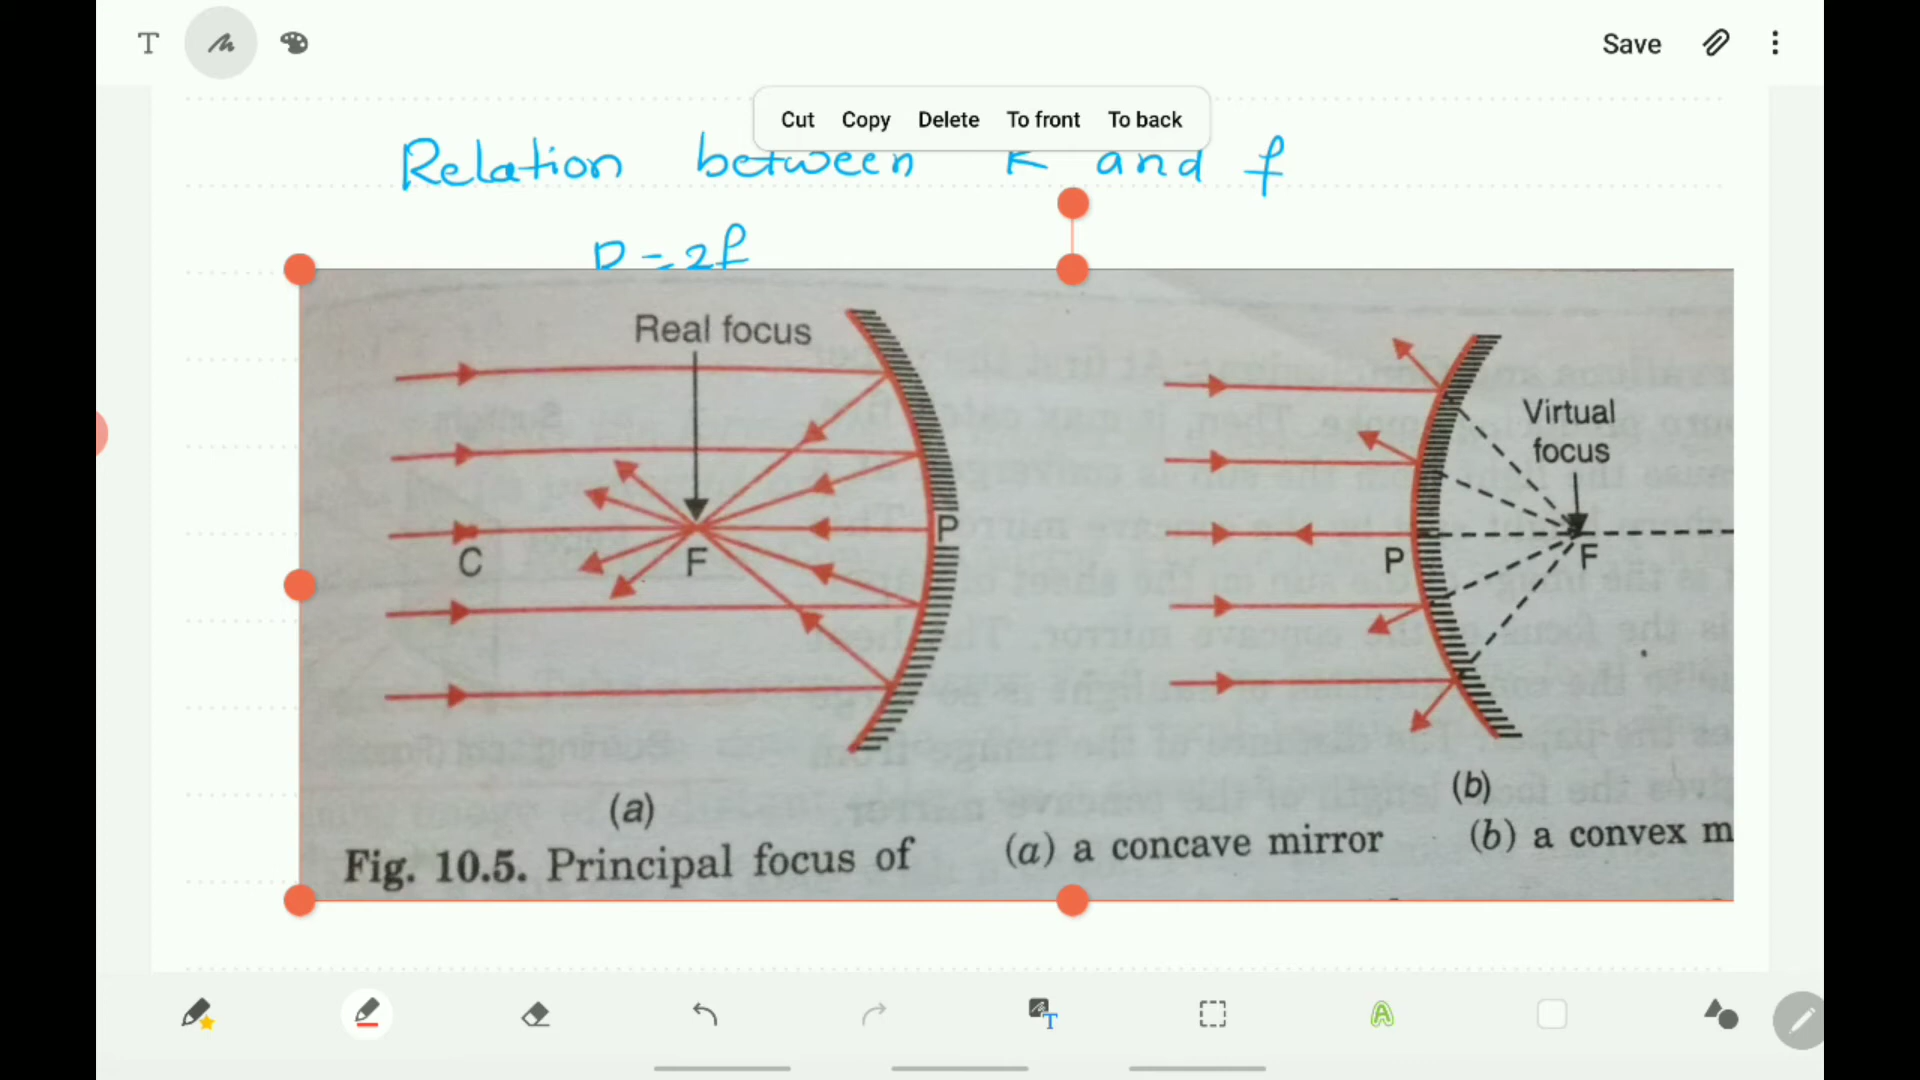 Save
Cut Copy Delete To front To back
Relation between R and f
R = 2f
Real focus
Virtual
focus
C F P
P F
(a)
(b)
Fig. 10.5. Principal focus of (a) a concave mirror (b) a convex m